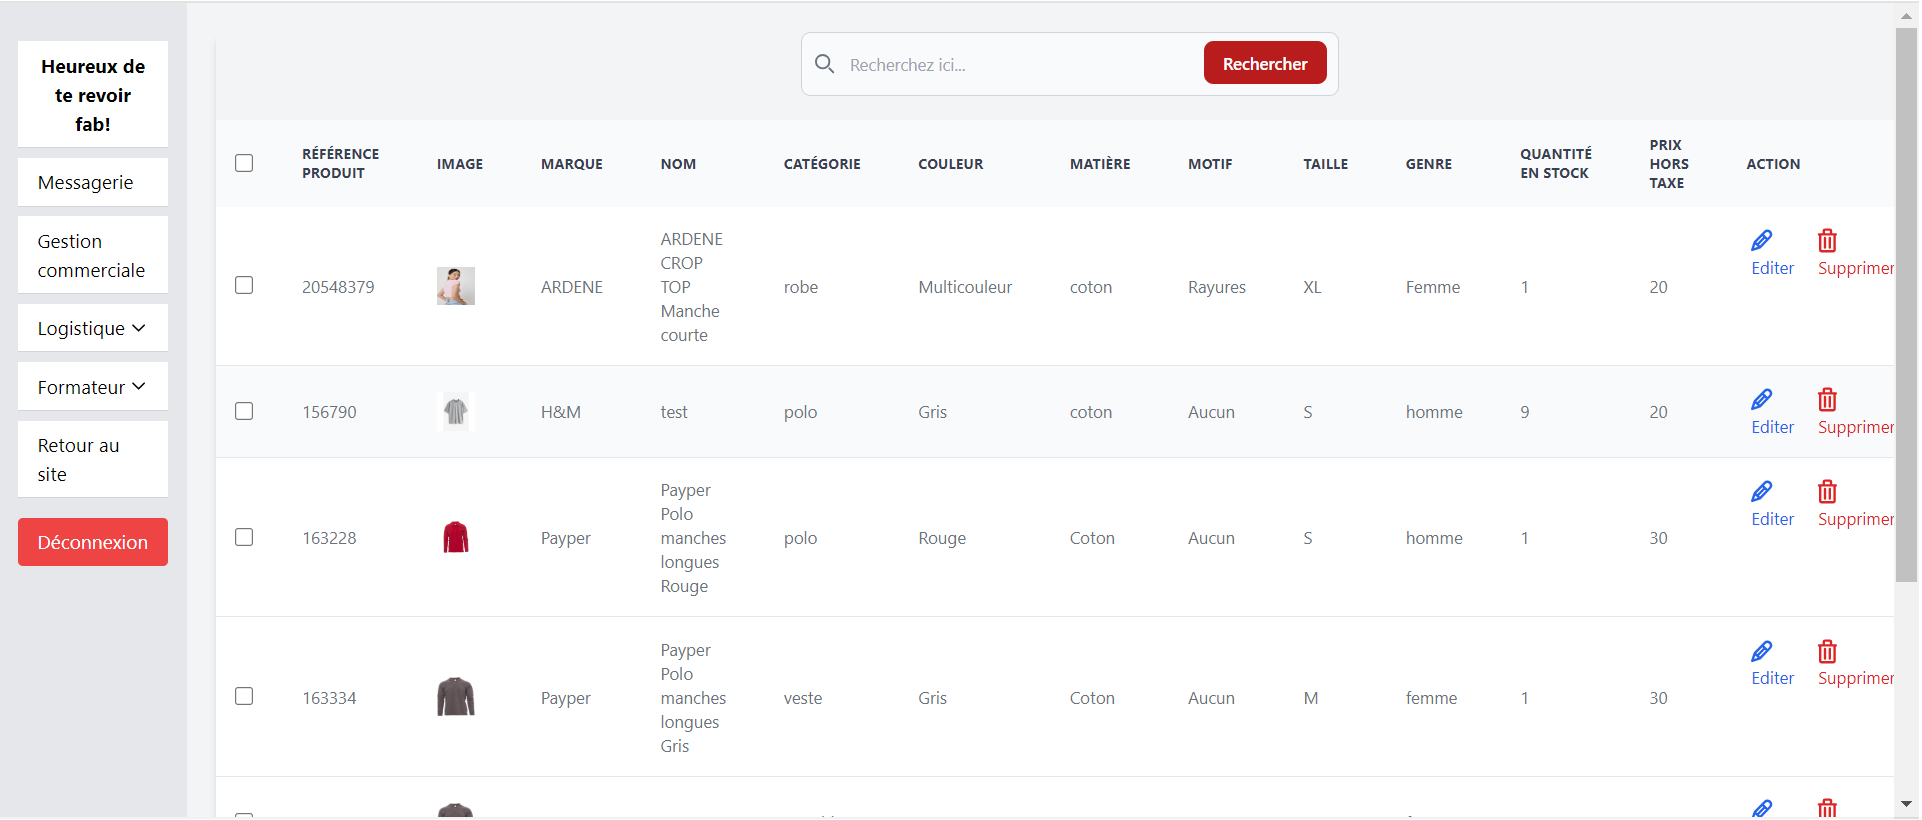 Heureux de
te revoir
fab!
Messagerie
Gestion
commerciale
Logistique
Formateur
Retour au
site
Déconnexion
Recherchez ici...
Rechercher
RÉFÉRENCE
PRODUIT
IMAGE
MARQUE
NOM
CATÉGORIE
COULEUR
MATIÈRE
MOTIF
TAILLE
GENRE
QUANTITÉ
EN STOCK
PRIX
HORS
TAXE
ACTION
20548379
ARDENE
ARDENE
CROP
TOP
Manche
courte
robe
Multicouleur
coton
Rayures
XL
Femme
1
20
Editer
Supprimer
156790
H&M
test
polo
Gris
coton
Aucun
S
homme
9
20
Editer
Supprimer
163228
Payper
Payper
Polo
manches
longues
Rouge
polo
Rouge
Coton
Aucun
S
homme
1
30
Editer
Supprimer
163334
Payper
Payper
Polo
manches
longues
Gris
veste
Gris
Coton
Aucun
M
femme
1
30
Editer
Supprimer